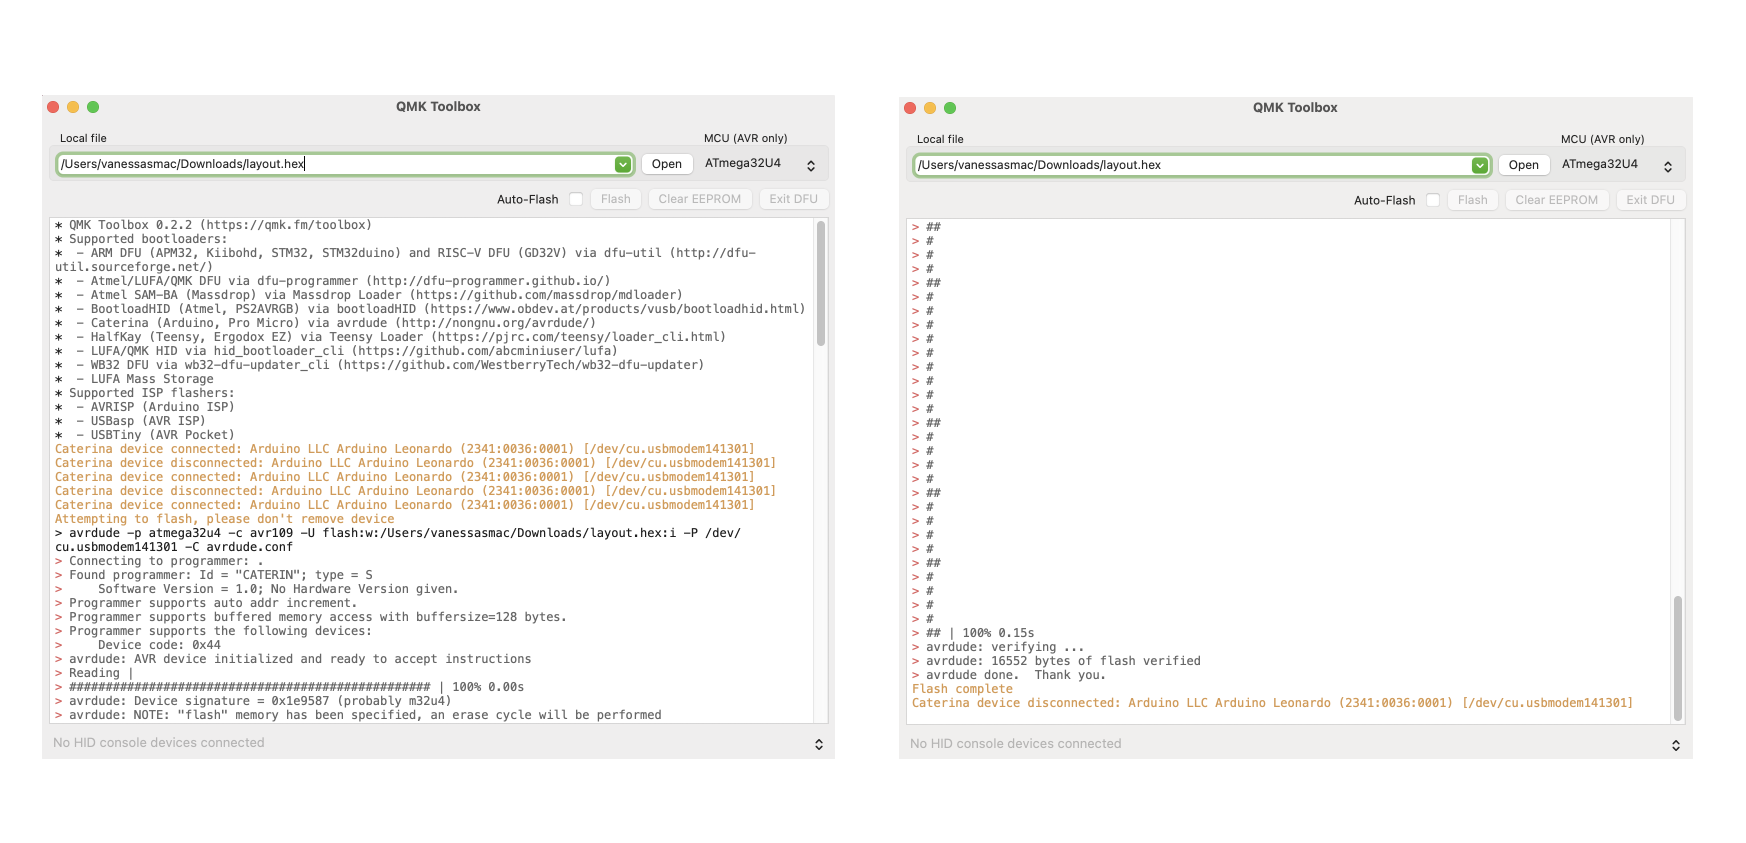 QMK Toolbox
Local file
MCU (AVR only)
/Users/vanessasmac/Downloads/layout.hex
Open
ATmega32U4
Auto-Flash
Flash
Clear EEPROM
Exit DFU
* QMK Toolbox 0.2.2 (https://qmk.fm/toolbox)
* Supported bootloaders:
*  - ARM DFU (APM32, Kiibohd, STM32, STM32duino) and RISC-V DFU (GD32V) via dfu-util (http://dfu-
util.sourceforge.net/)
*  - Atmel/LUFA/QMK DFU via dfu-programmer (http://dfu-programmer.github.io/)
*  - Atmel SAM-BA (Massdrop) via Massdrop Loader (https://github.com/massdrop/mdloader)
*  - BootloadHID (Atmel, PS2AVRGB) via bootloadHID (https://www.obdev.at/products/vusb/bootloadhid.html)
*  - Caterina (Arduino, Pro Micro) via avrdude (http://nongnu.org/avrdude/)
*  - HalfKay (Teensy, Ergodox EZ) via Teensy Loader (https://pjrc.com/teensy/loader_cli.html)
*  - LUFA/QMK HID via hid_bootloader_cli (https://github.com/abcminiuser/lufa)
*  - WB32 DFU via wb32-dfu-updater_cli (https://github.com/WestberryTech/wb32-dfu-updater)
*  - LUFA Mass Storage
* Supported ISP flashers:
*  - AVRISP (Arduino ISP)
*  - USBasp (AVR ISP)
*  - USBTiny (AVR Pocket)
Caterina device connected: Arduino LLC Arduino Leonardo (2341:0036:0001) [/dev/cu.usbmodem141301]
Caterina device disconnected: Arduino LLC Arduino Leonardo (2341:0036:0001) [/dev/cu.usbmodem141301]
Caterina device connected: Arduino LLC Arduino Leonardo (2341:0036:0001) [/dev/cu.usbmodem141301]
Caterina device disconnected: Arduino LLC Arduino Leonardo (2341:0036:0001) [/dev/cu.usbmodem141301]
Caterina device connected: Arduino LLC Arduino Leonardo (2341:0036:0001) [/dev/cu.usbmodem141301]
Attempting to flash, please don't remove device
> avrdude -p atmega32u4 -c avr109 -U flash:w:/Users/vanessasmac/Downloads/layout.hex:i -P /dev/
cu.usbmodem141301 -C avrdude.conf
> Connecting to programmer: .
> Found programmer: Id = "CATERIN"; type = S
>     Software Version = 1.0; No Hardware Version given.
> Programmer supports auto addr increment.
> Programmer supports buffered memory access with buffersize=128 bytes.
> Programmer supports the following devices:
>     Device code: 0x44
> avrdude: AVR device initialized and ready to accept instructions
> Reading |
> ################################################## | 100% 0.00s
> avrdude: Device signature = 0x1e9587 (probably m32u4)
> avrdude: NOTE: "flash" memory has been specified, an erase cycle will be performed
No HID console devices connected
QMK Toolbox
Local file
MCU (AVR only)
/Users/vanessasmac/Downloads/layout.hex
Open
ATmega32U4
Auto-Flash
Flash
Clear EEPROM
Exit DFU
> ##
> #
> #
> #
> ##
> #
> #
> #
> #
> #
> #
> #
> #
> #
> ##
> #
> #
> #
> #
> ##
> #
> #
> #
> #
> ##
> #
> #
> #
> #
> ## | 100% 0.15s
> avrdude: verifying ...
> avrdude: 16552 bytes of flash verified
> avrdude done.  Thank you.
Flash complete
Caterina device disconnected: Arduino LLC Arduino Leonardo (2341:0036:0001) [/dev/cu.usbmodem141301]
No HID console devices connected